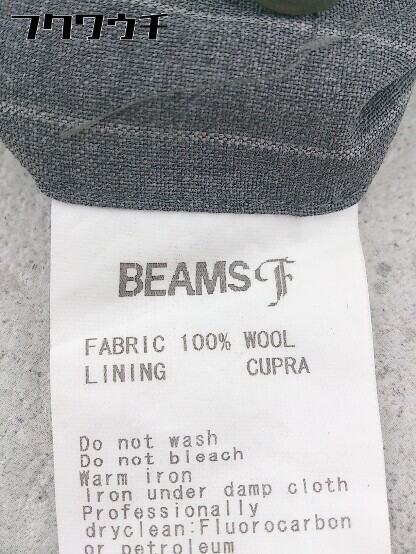 フクワウチ
BEAMS F
FABRIC 100% WOOL
LINING CUPRA
Do not wash
Do not bleach
Warm iron
Iron under damp cloth
Professionally
dryclean:Fluorocarbon
or petroleum